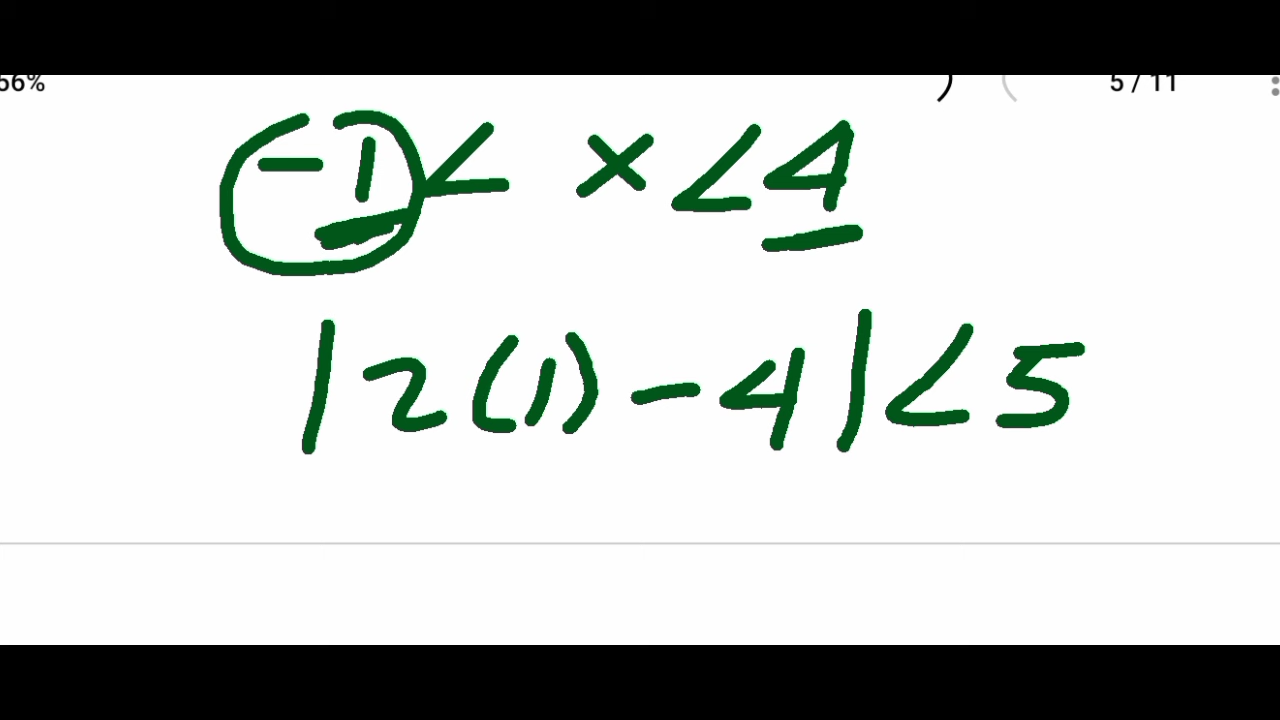 56% 5 / 11
-1 < x < 4
|2(1)-4| < 5